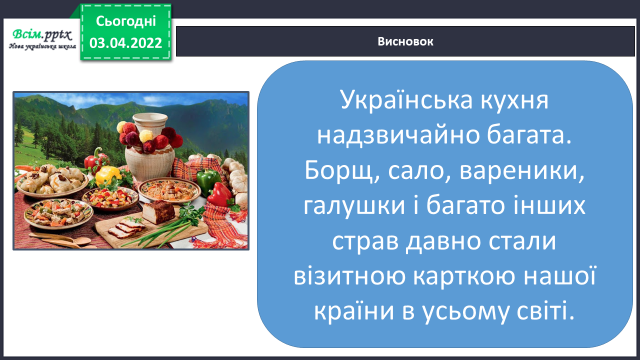 Всім.pptx
Нова українська школа
Сьогодні
03.04.2022
Висновок
Українська кухня
надзвичайно багата.
Борщ, сало, вареники,
галушки і багато інших
страв давно стали
візитною карткою нашої
країни в усьому світі.